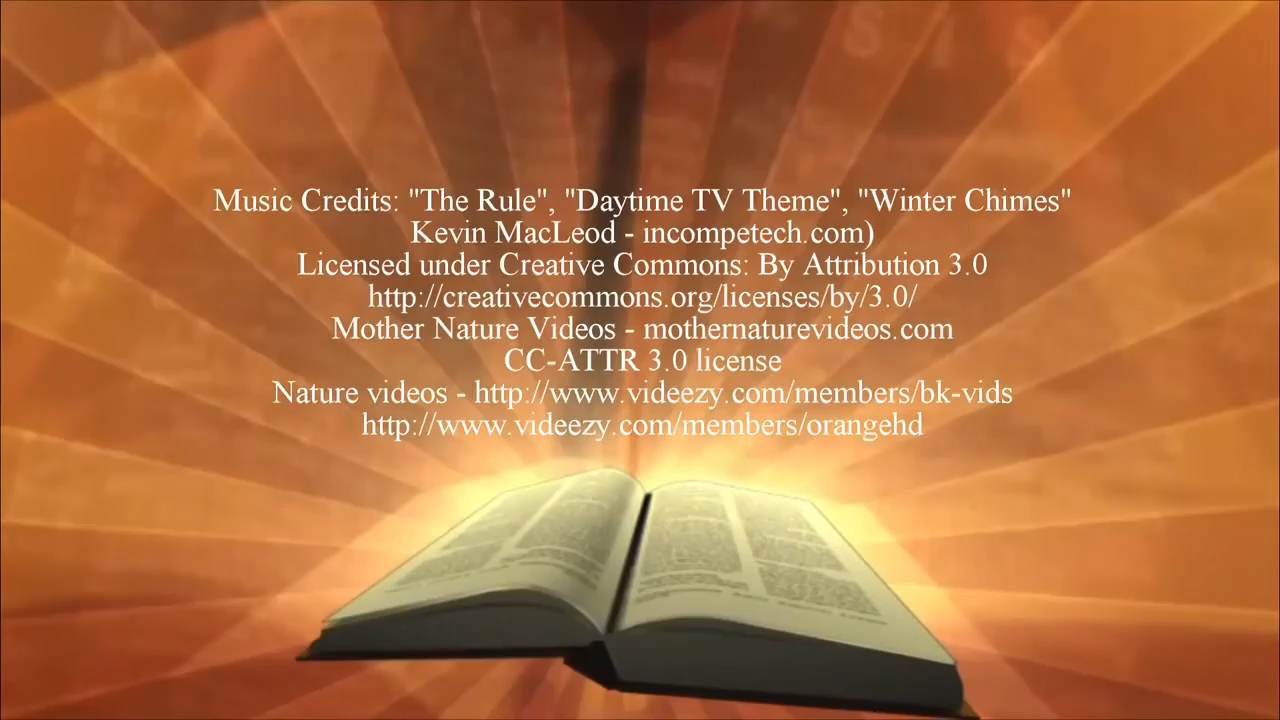 Music Credits: "The Rule", "Daytime TV Theme", "Winter Chimes"
Kevin MacLeod - incompetech.com)
Licensed under Creative Commons: By Attribution 3.0
http://creativecommons.org/licenses/by/3.0/
Mother Nature Videos - mothernaturevideos.com
CC-ATTR 3.0 license
Nature videos - http://www.videezy.com/members/bk-vids
http://www.videezy.com/members/orangehd